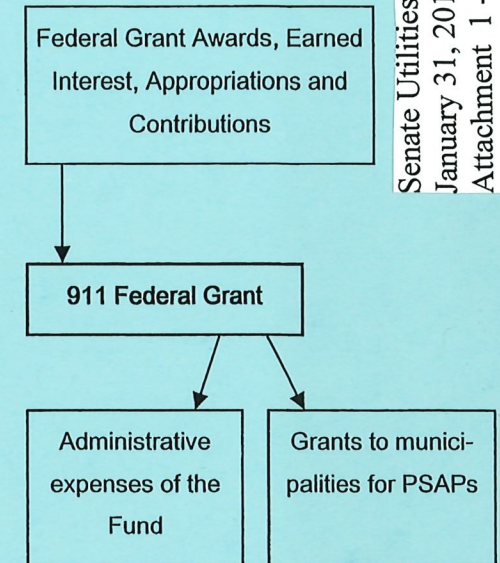 Federal Grant Awards, Earned
Interest, Appropriations and
Contributions
911 Federal Grant
Administrative
expenses of the
Fund
Grants to munici-
palities for PSAPs
Senate Utilities
January 31, 201
Attachment 1 -